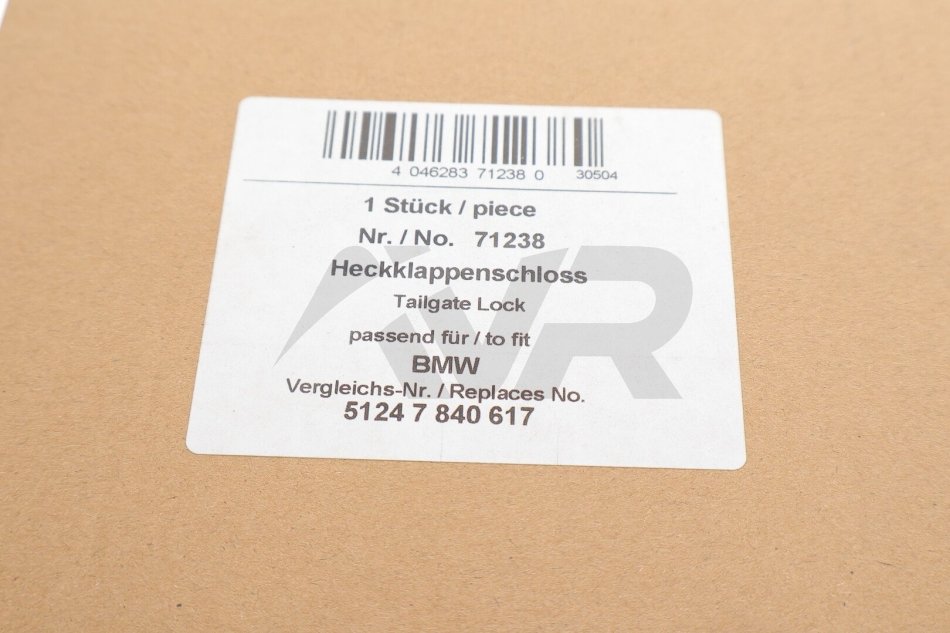 4 046283 71238 0 30504
1 Stück / piece
Nr. / No. 71238
Heckklappenschloss
Tailgate Lock
passend für / to fit
BMW
Vergleichs-Nr. / Replaces No.
5124 7 840 617
VR